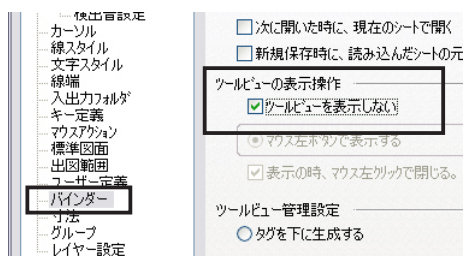 検出音設定
カーソル
線スタイル
文字スタイル
線端
入出力フォルダ
キー定義
マウスアクション
標準図面
出図範囲
ユーザー定義
バインダー
寸法
グループ
レイヤー設定
次に開いた時に、現在のシートで開く
新規保存時に、読み込んだシートの元
ツールビューの表示操作
ツールビューを表示しない
マウス左ボタンで表示する
表示の時、マウス左クリックで閉じる。
ツールビュー管理設定
タグを下に生成する